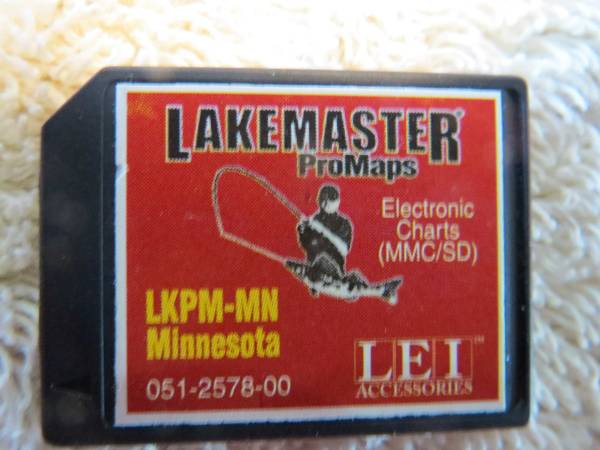 LAKEMASTER®
ProMaps
Electronic
Charts
(MMC/SD)
LKPM-MN
Minnesota
051-2578-00
LEI™
ACCESSORIES